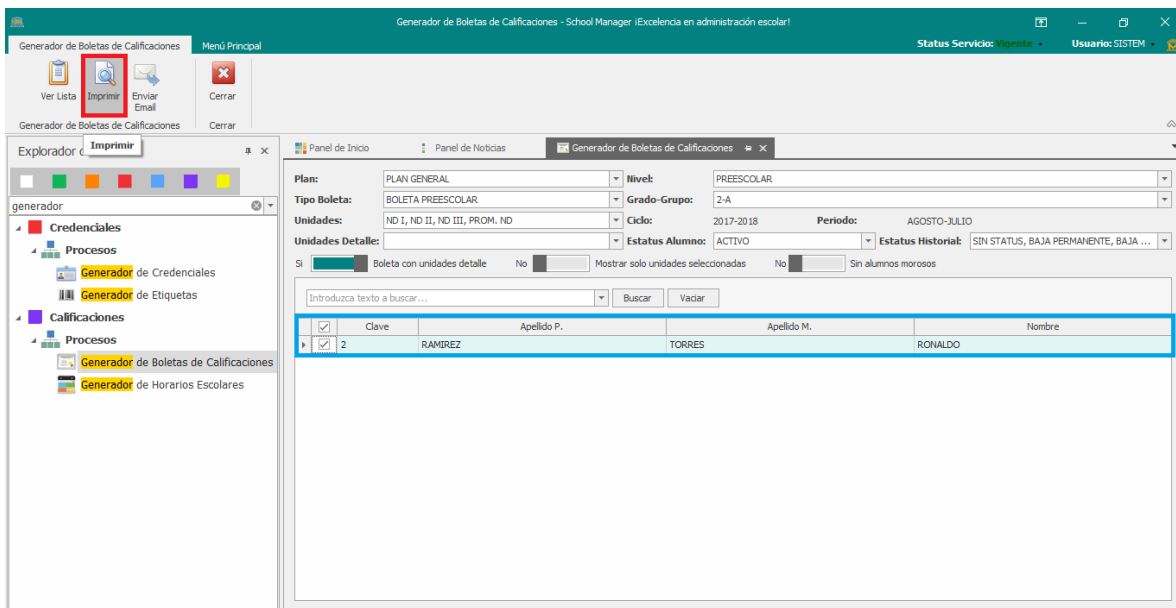 Generador de Boletas de Calificaciones - School Manager ¡Excelencia en administración escolar!
Generador de Boletas de Calificaciones Menú Principal Status Servicio: Vigente Usuario: SISTEM
Ver Lista Imprimir Enviar Email Cerrar
Generador de Boletas de Calificaciones Cerrar
Imprimir
Explorador
Panel de Inicio Panel de Noticias Generador de Boletas de Calificaciones
generador
Credenciales
Procesos
Generador de Credenciales
Generador de Etiquetas
Calificaciones
Procesos
Generador de Boletas de Calificaciones
Generador de Horarios Escolares
Plan: PLAN GENERAL Nivel: PREESCOLAR
Tipo Boleta: BOLETA PREESCOLAR Grado-Grupo: 2-A
Unidades: ND I, ND II, ND III, PROM. ND Ciclo: 2017-2018 Periodo: AGOSTO-JULIO
Unidades Detalle: Estatus Alumno: ACTIVO Estatus Historial: SIN STATUS, BAJA PERMANENTE, BAJA ...
Si Boleta con unidades detalle No Mostrar solo unidades seleccionadas No Sin alumnos morosos
Introduzca texto a buscar... Buscar Vaciar
Clave Apellido P. Apellido M. Nombre
2 RAMIREZ TORRES RONALDO